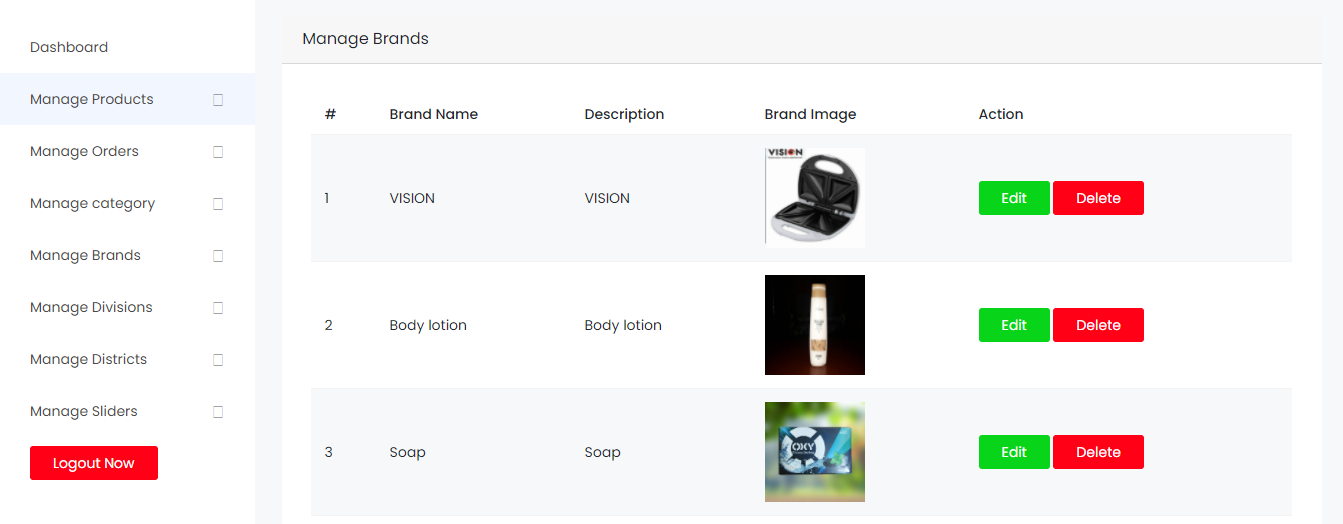 Dashboard
Manage Products
Manage Orders
Manage category
Manage Brands
Manage Divisions
Manage Districts
Manage Sliders
Logout Now
Manage Brands
# Brand Name Description Brand Image Action
VISION
1 VISION VISION Edit Delete
2 Body lotion Body lotion Edit Delete
OXY
3 Soap Soap Edit Delete